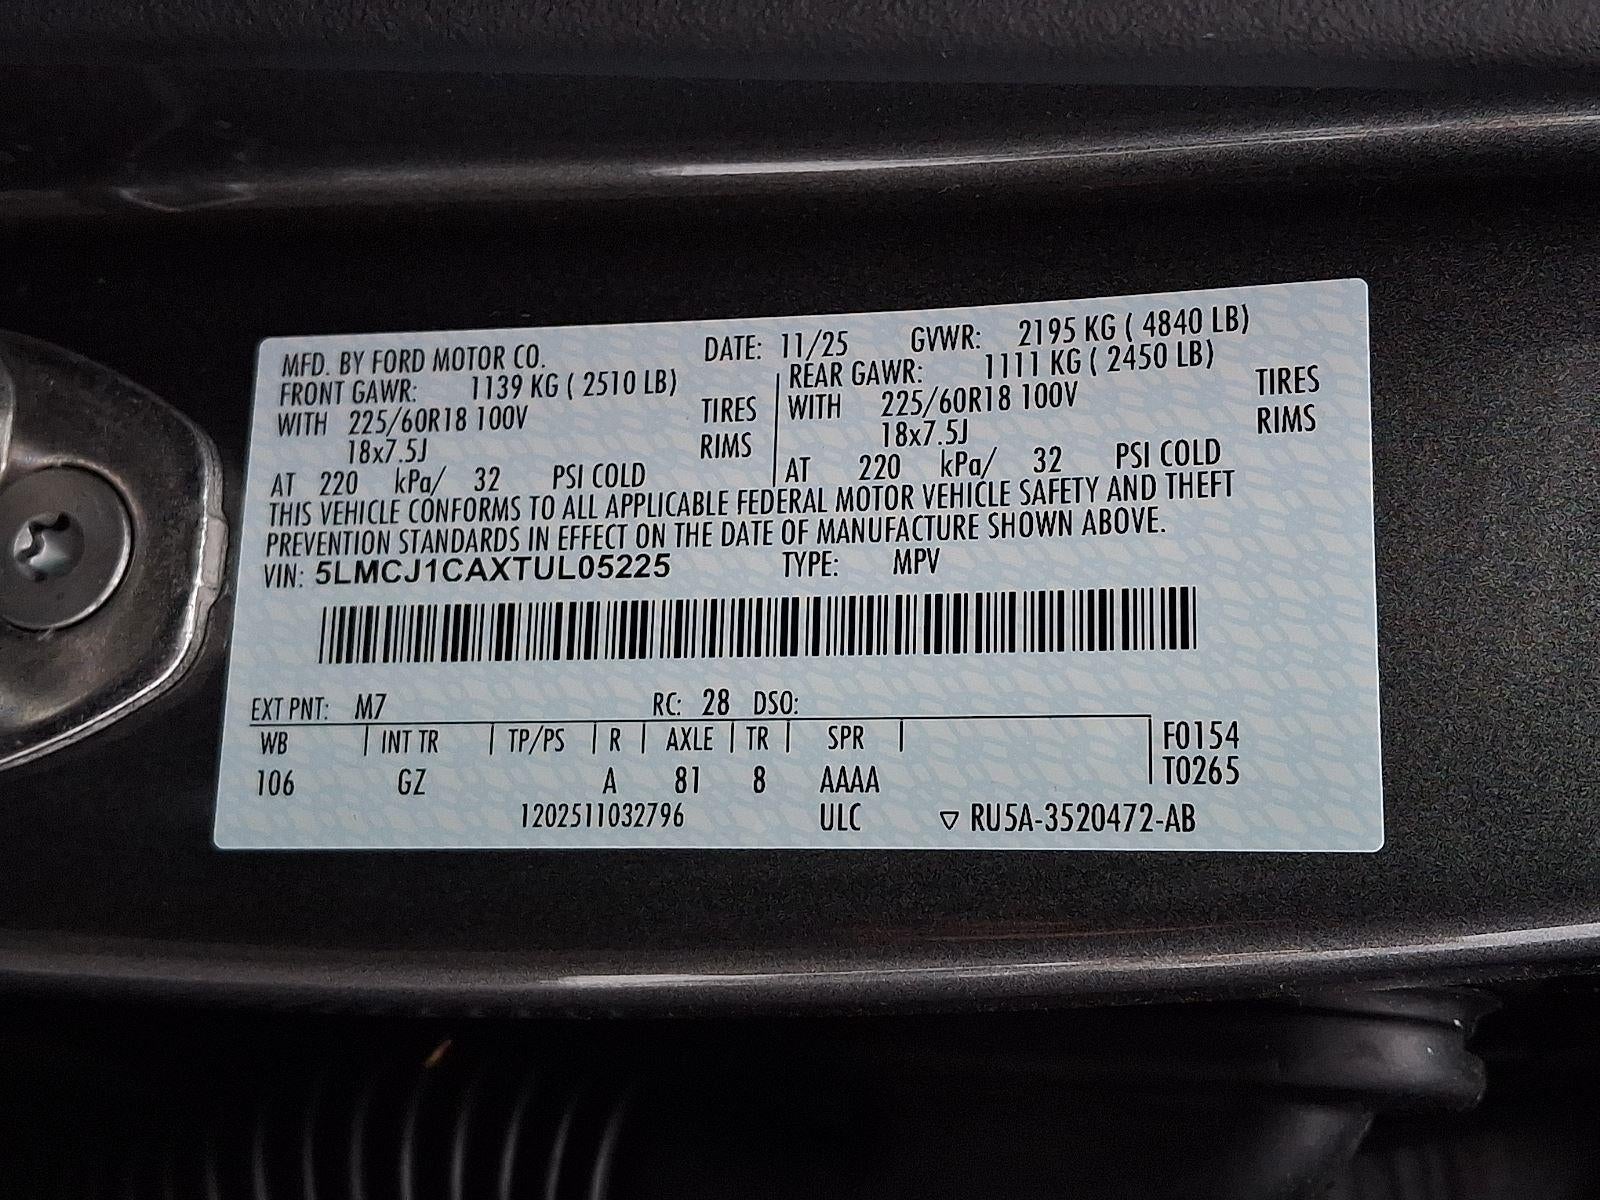 MFD. BY FORD MOTOR CO. DATE: 11/25 GVWR: 2195 KG ( 4840 LB)
FRONT GAWR: 1139 KG ( 2510 LB) REAR GAWR: 1111 KG ( 2450 LB)
WITH 225/60R18 100V TIRES WITH 225/60R18 100V TIRES
18x7.5J RIMS 18x7.5J RIMS
AT 220 kPa/ 32 PSI COLD AT 220 kPa/ 32 PSI COLD
THIS VEHICLE CONFORMS TO ALL APPLICABLE FEDERAL MOTOR VEHICLE SAFETY AND THEFT
PREVENTION STANDARDS IN EFFECT ON THE DATE OF MANUFACTURE SHOWN ABOVE.
VIN: 5LMCJ1CAXTUL05225 TYPE: MPV
EXT PNT: M7 RC: 28 DSO:
WB INT TR TP/PS R AXLE TR SPR F0154
106 GZ A 81 8 AAAA T0265
1202511032796 ULC ▽ RU5A-3520472-AB